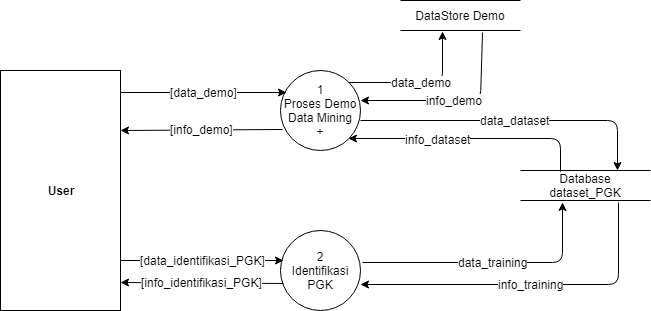 DataStore Demo
data_demo
info_demo
[data_demo]
1
Proses Demo
Data Mining
+
[info_demo]
data_dataset
info_dataset
User
Database
dataset_PGK
[data_identifikasi_PGK]
[info_identifikasi_PGK]
2
Identifikasi
PGK
data_training
info_training